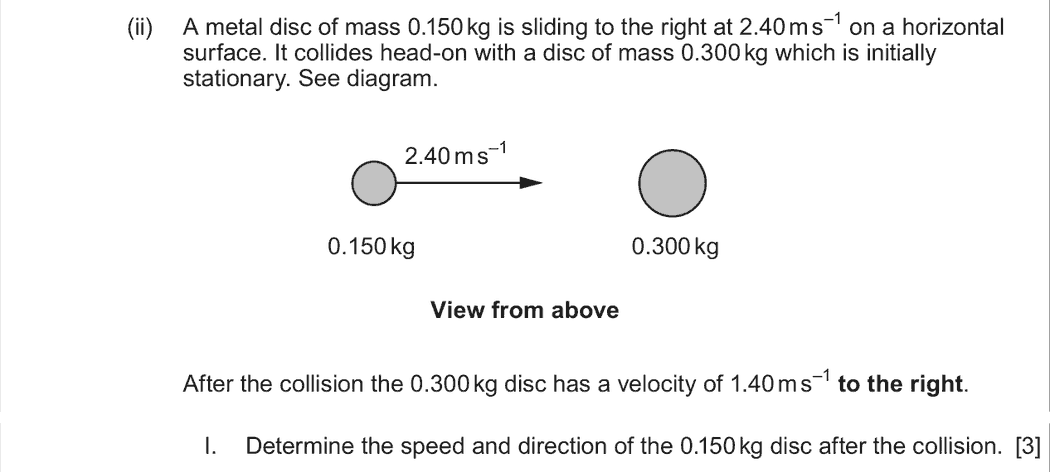 (ii) A metal disc of mass 0.150 kg is sliding to the right at 2.40 m s⁻¹ on a horizontal
surface. It collides head-on with a disc of mass 0.300 kg which is initially
stationary. See diagram.
2.40 m s⁻¹
0.150 kg 0.300 kg
View from above
After the collision the 0.300 kg disc has a velocity of 1.40 m s⁻¹ to the right.
I. Determine the speed and direction of the 0.150 kg disc after the collision. [3]